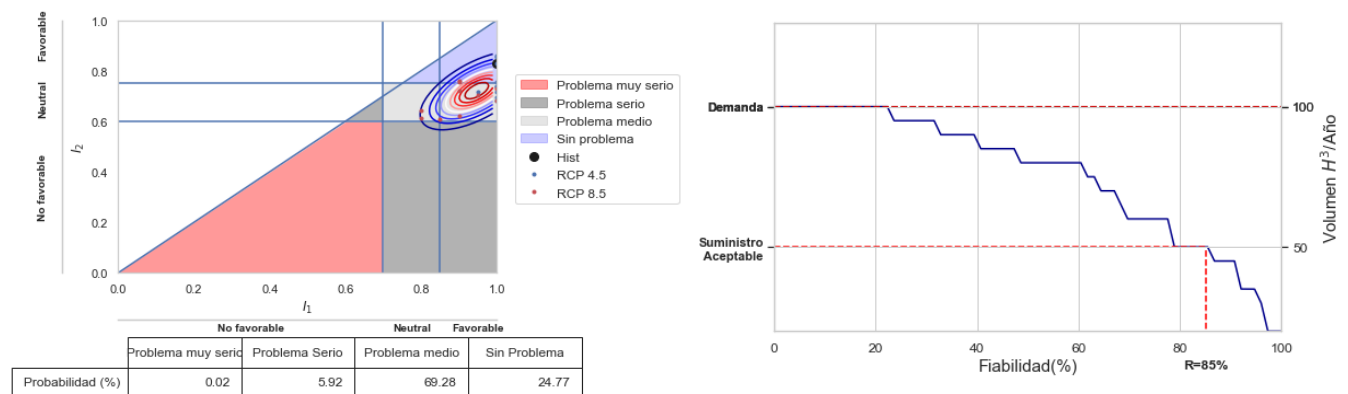 Favorable
Neutral
No favorable
I2
1.0
0.8
0.6
0.4
0.2
0.0
0.0 0.2 0.4 0.6 0.8 1.0
I1
No favorable Neutral Favorable
Problema muy serio
Problema serio
Problema medio
Sin problema
Hist
RCP 4.5
RCP 8.5
Problema muy serio Problema Serio Problema medio Sin Problema
Probabilidad (%) 0.02 5.92 69.28 24.77
Demanda
Suministro
Aceptable
100
50
Volumen H³/Año
0 20 40 60 80 100
Fiabilidad(%)
R=85%